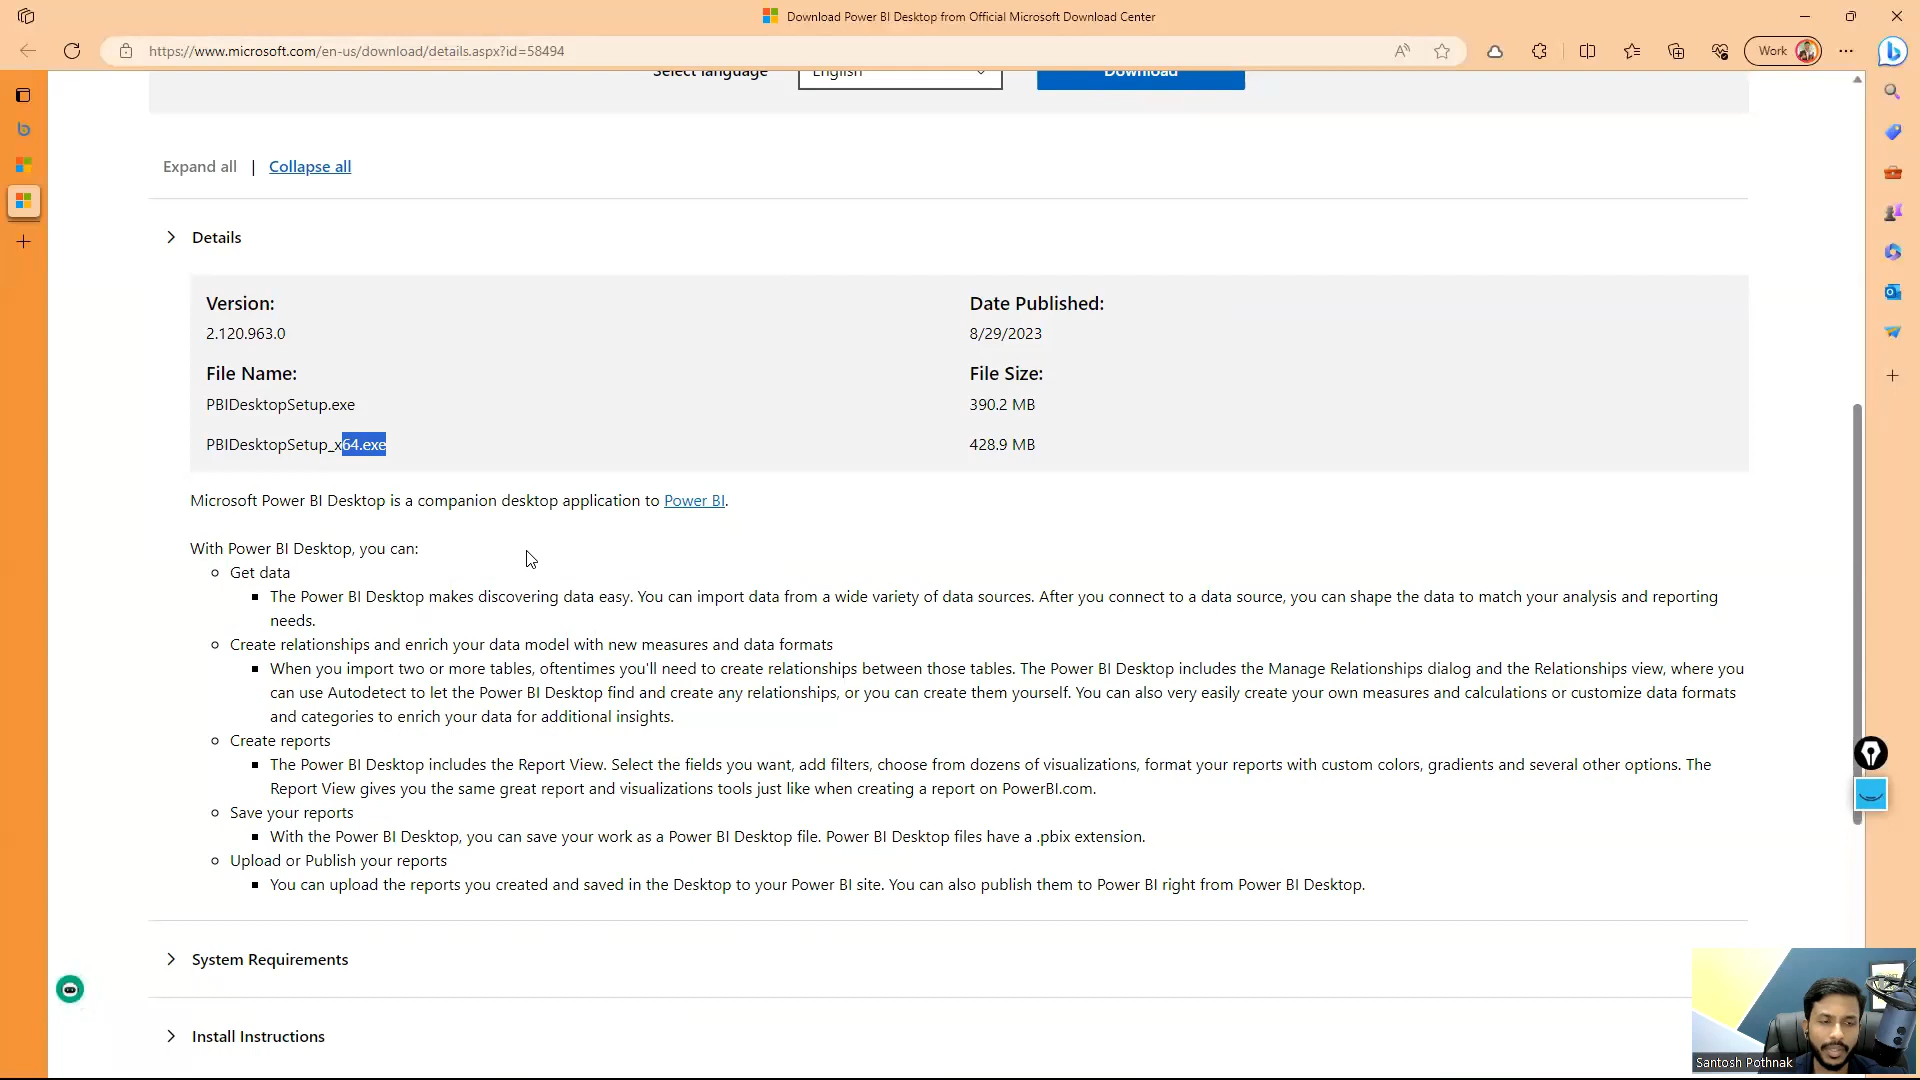 Download Power BI Desktop from Official Microsoft Download Center
https://www.microsoft.com/en-us/download/details.aspx?id=58494
Work
Select language
English
Download
Expand all | Collapse all
Details
Version:
2.120.963.0
Date Published:
8/29/2023
File Name:
PBIDesktopSetup.exe
PBIDesktopSetup_x64.exe
File Size:
390.2 MB
428.9 MB
Microsoft Power BI Desktop is a companion desktop application to Power BI.
With Power BI Desktop, you can:
Get data
The Power BI Desktop makes discovering data easy. You can import data from a wide variety of data sources. After you connect to a data source, you can shape the data to match your analysis and reporting
needs.
Create relationships and enrich your data model with new measures and data formats
When you import two or more tables, oftentimes you'll need to create relationships between those tables. The Power BI Desktop includes the Manage Relationships dialog and the Relationships view, where you
can use Autodetect to let the Power BI Desktop find and create any relationships, or you can create them yourself. You can also very easily create your own measures and calculations or customize data formats
and categories to enrich your data for additional insights.
Create reports
The Power BI Desktop includes the Report View. Select the fields you want, add filters, choose from dozens of visualizations, format your reports with custom colors, gradients and several other options. The
Report View gives you the same great report and visualizations tools just like when creating a report on PowerBI.com.
Save your reports
With the Power BI Desktop, you can save your work as a Power BI Desktop file. Power BI Desktop files have a .pbix extension.
Upload or Publish your reports
You can upload the reports you created and saved in the Desktop to your Power BI site. You can also publish them to Power BI right from Power BI Desktop.
System Requirements
Install Instructions
Santosh Pothnak